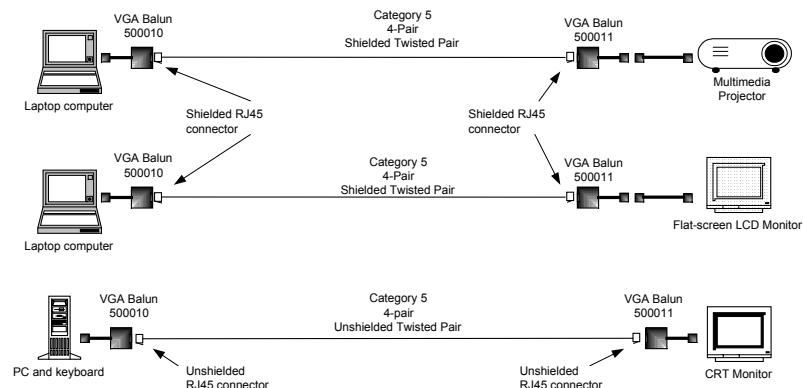 VGA Balun
500010
Category 5
4-Pair
Shielded Twisted Pair
VGA Balun
500011
Laptop computer
Multimedia
Projector
Shielded RJ45
connector
Shielded RJ45
connector
VGA Balun
500010
Category 5
4-Pair
Shielded Twisted Pair
VGA Balun
500011
Laptop computer
Flat-screen LCD Monitor
VGA Balun
500010
Category 5
4-pair
Unshielded Twisted Pair
VGA Balun
500011
PC and keyboard
Unshielded
RJ45 connector
Unshielded
RJ45 connector
CRT Monitor